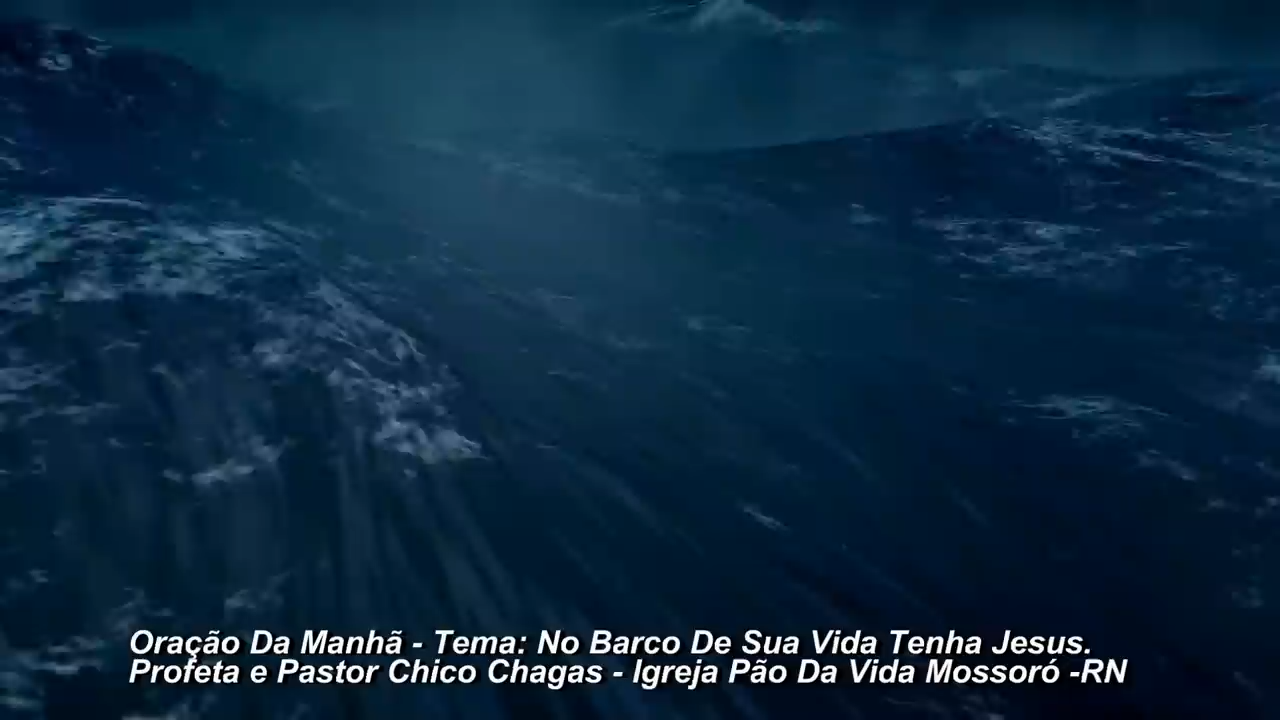 Oração Da Manhã - Tema: No Barco De Sua Vida Tenha Jesus.
Profeta e Pastor Chico Chagas - Igreja Pão Da Vida Mossoró -RN